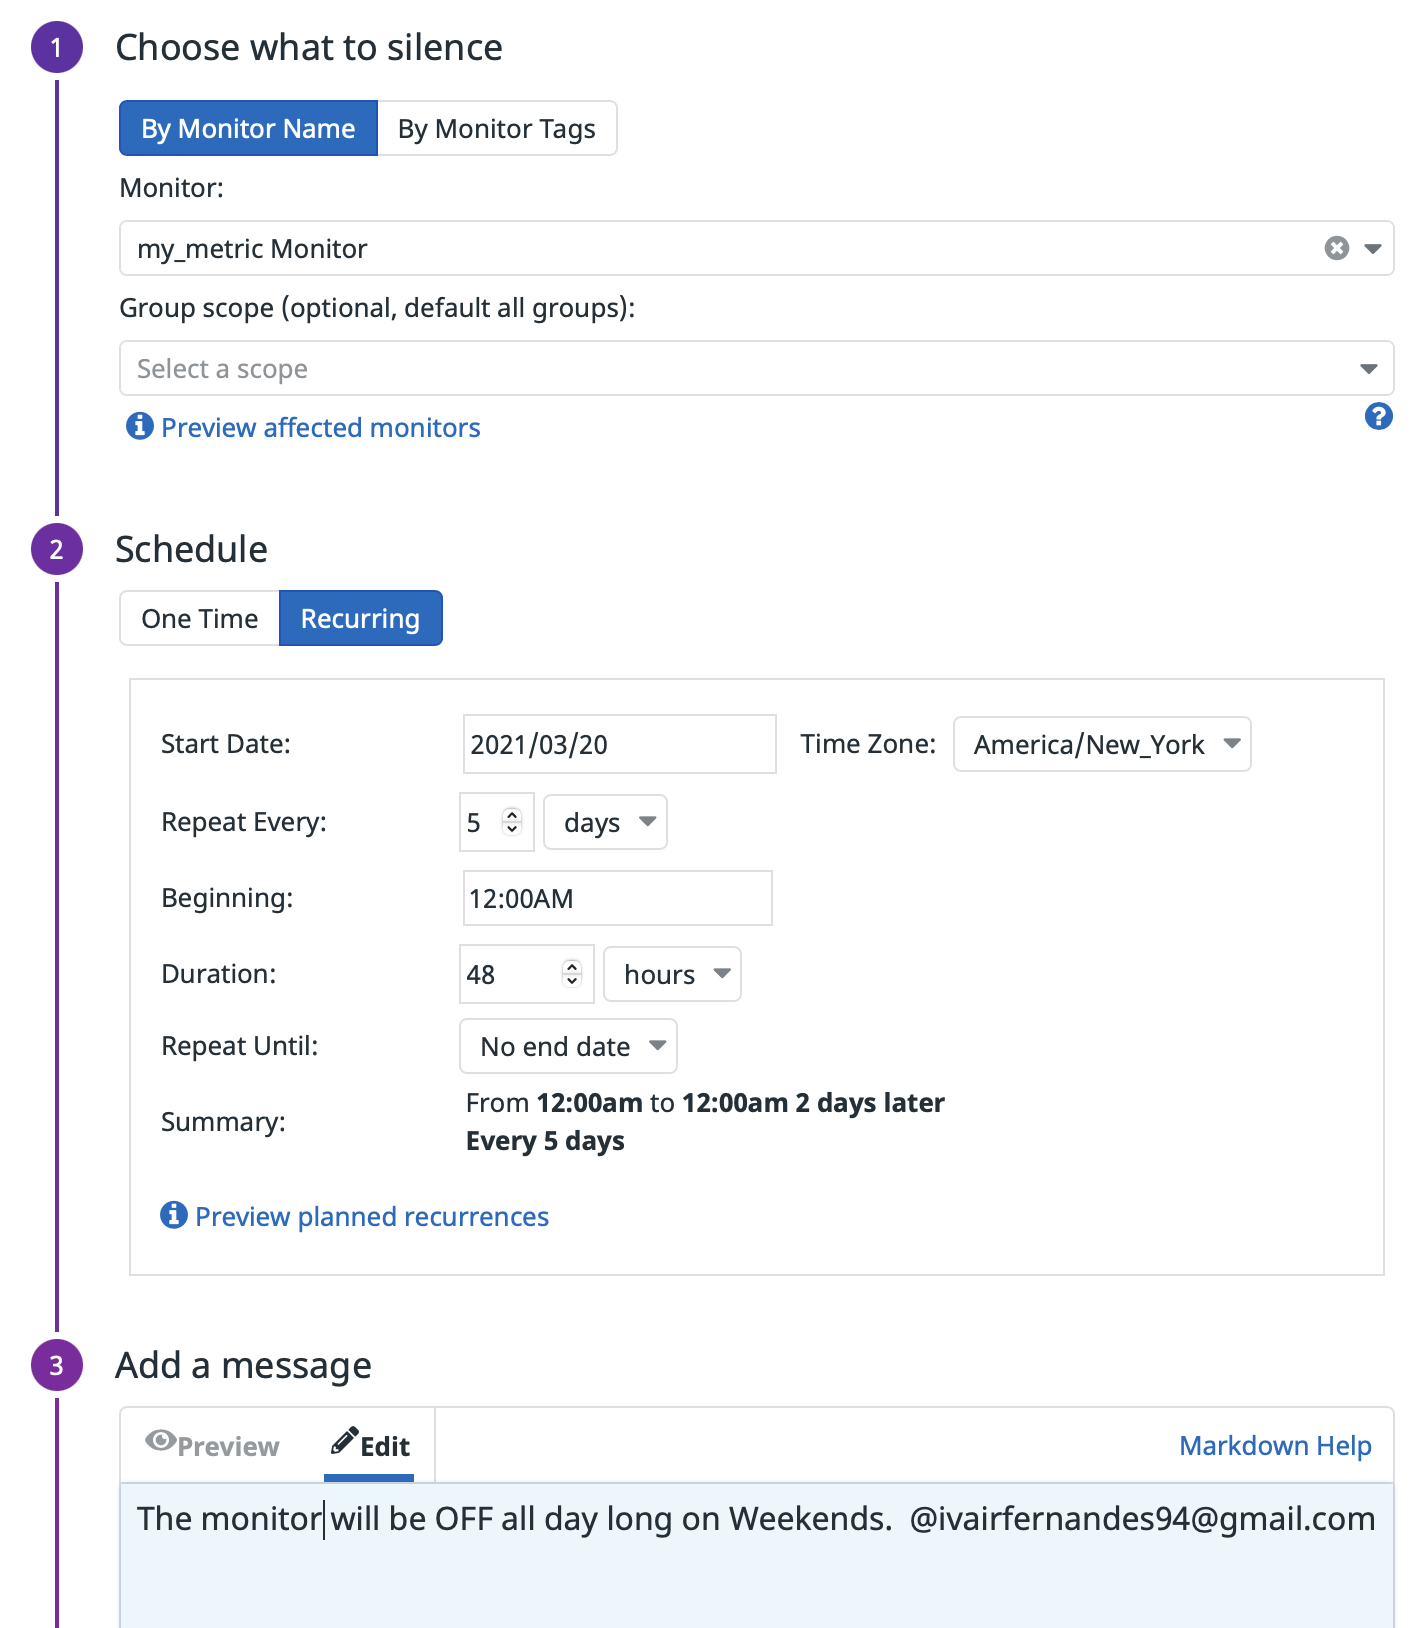 1 Choose what to silence
By Monitor Name By Monitor Tags
Monitor:
my_metric Monitor
Group scope (optional, default all groups):
Select a scope
Preview affected monitors
2 Schedule
One Time Recurring
Start Date: 2021/03/20 Time Zone: America/New_York
Repeat Every: 5 days
Beginning: 12:00AM
Duration: 48 hours
Repeat Until: No end date
Summary: From 12:00am to 12:00am 2 days later
Every 5 days
Preview planned recurrences
3 Add a message
Preview Edit Markdown Help
The monitor will be OFF all day long on Weekends. @ivairfernandes94@gmail.com